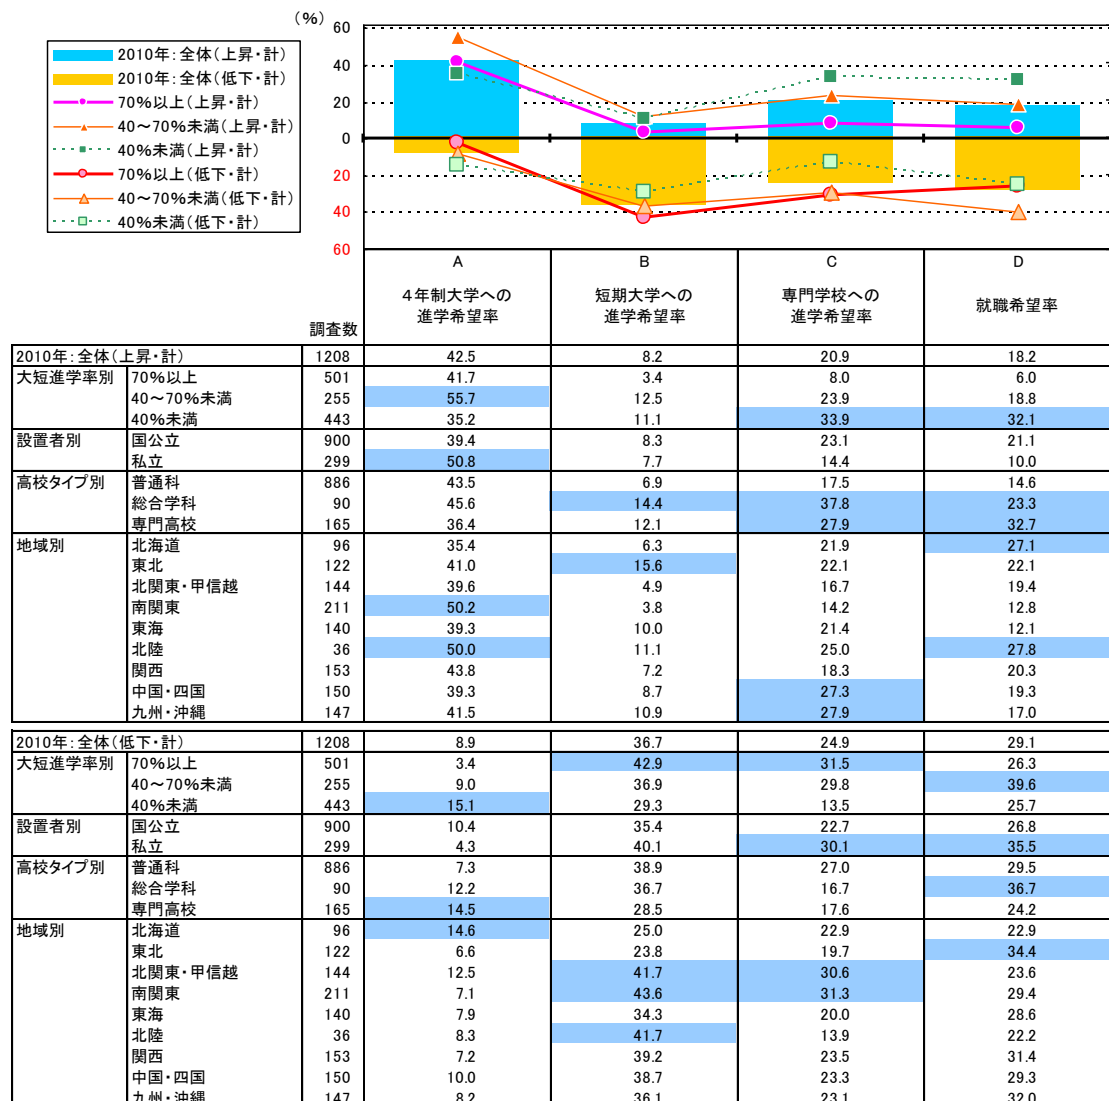 (%)
60
40
20
0
20
40
60
2010年：全体(上昇・計)
2010年：全体(低下・計)
70%以上(上昇・計)
40～70%未満(上昇・計)
40%未満(上昇・計)
70%以上(低下・計)
40～70%未満(低下・計)
40%未満(低下・計)
A B C D
調査数 4年制大学への進学希望率 短期大学への進学希望率 専門学校への進学希望率 就職希望率
2010年：全体(上昇・計) 1208 42.5 8.2 20.9 18.2
大短進学率別 70%以上 501 41.7 3.4 8.0 6.0
40～70%未満 255 55.7 12.5 23.9 18.8
40%未満 443 35.2 11.1 33.9 32.1
設置者別 国公立 900 39.4 8.3 23.1 21.1
私立 299 50.8 7.7 14.4 10.0
高校タイプ別 普通科 886 43.5 6.9 17.5 14.6
総合学科 90 45.6 14.4 37.8 23.3
専門高校 165 36.4 12.1 27.9 32.7
地域別 北海道 96 35.4 6.3 21.9 27.1
東北 122 41.0 15.6 22.1 22.1
北関東・甲信越 144 39.6 4.9 16.7 19.4
南関東 211 50.2 3.8 14.2 12.8
東海 140 39.3 10.0 21.4 12.1
北陸 36 50.0 11.1 25.0 27.8
関西 153 43.8 7.2 18.3 20.3
中国・四国 150 39.3 8.7 27.3 19.3
九州・沖縄 147 41.5 10.9 27.9 17.0
2010年：全体(低下・計) 1208 8.9 36.7 24.9 29.1
大短進学率別 70%以上 501 3.4 42.9 31.5 26.3
40～70%未満 255 9.0 36.9 29.8 39.6
40%未満 443 15.1 29.3 13.5 25.7
設置者別 国公立 900 10.4 35.4 22.7 26.8
私立 299 4.3 40.1 30.1 35.5
高校タイプ別 普通科 886 7.3 38.9 27.0 29.5
総合学科 90 12.2 36.7 16.7 36.7
専門高校 165 14.5 28.5 17.6 24.2
地域別 北海道 96 14.6 25.0 22.9 22.9
東北 122 6.6 23.8 19.7 34.4
北関東・甲信越 144 12.5 41.7 30.6 23.6
南関東 211 7.1 43.6 31.3 29.4
東海 140 7.9 34.3 20.0 28.6
北陸 36 8.3 41.7 13.9 22.2
関西 153 7.2 39.2 23.5 31.4
中国・四国 150 10.0 38.7 23.3 29.3
九州・沖縄 147 8.2 36.1 23.1 32.0